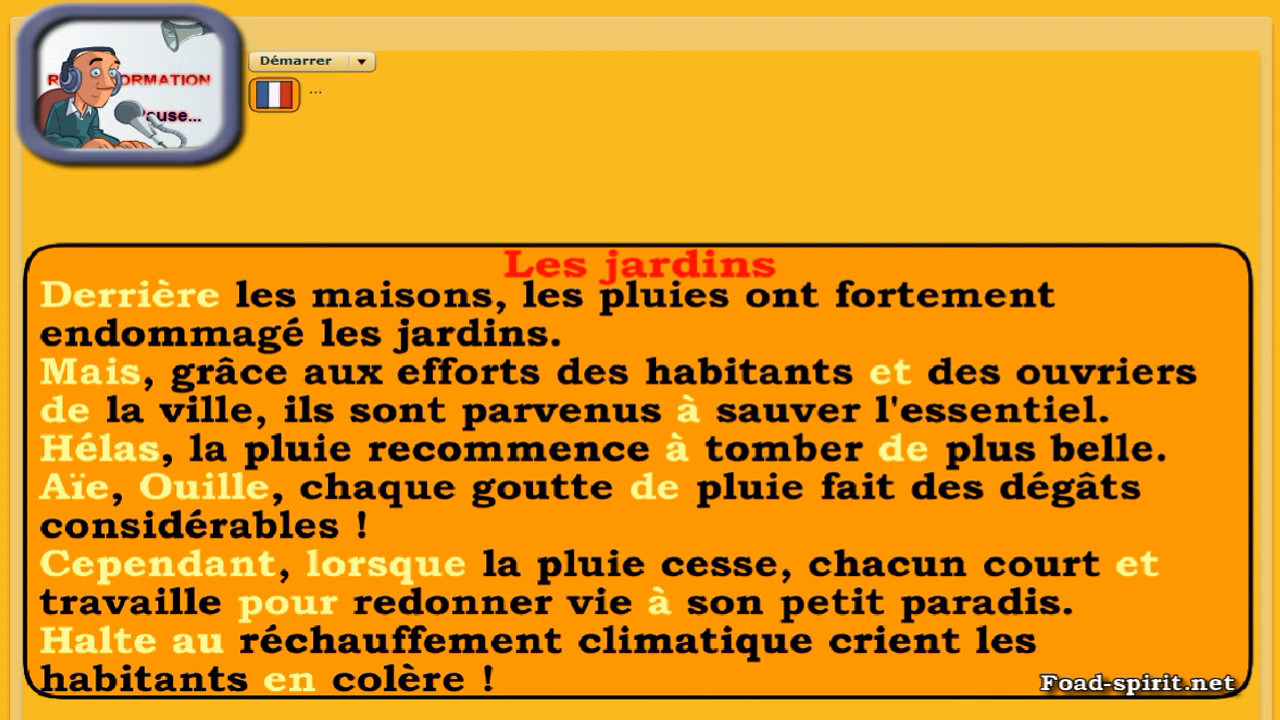 R ORMATION
Pause...
Démarrer
...
Les jardins
Derrière les maisons, les pluies ont fortement
endommagé les jardins.
Mais, grâce aux efforts des habitants et des ouvriers
de la ville, ils sont parvenus à sauver l'essentiel.
Hélas, la pluie recommence à tomber de plus belle.
Aïe, Ouille, chaque goutte de pluie fait des dégâts
considérables !
Cependant, lorsque la pluie cesse, chacun court et
travaille pour redonner vie à son petit paradis.
Halte au réchauffement climatique crient les
habitants en colère !
Foad-spirit.net